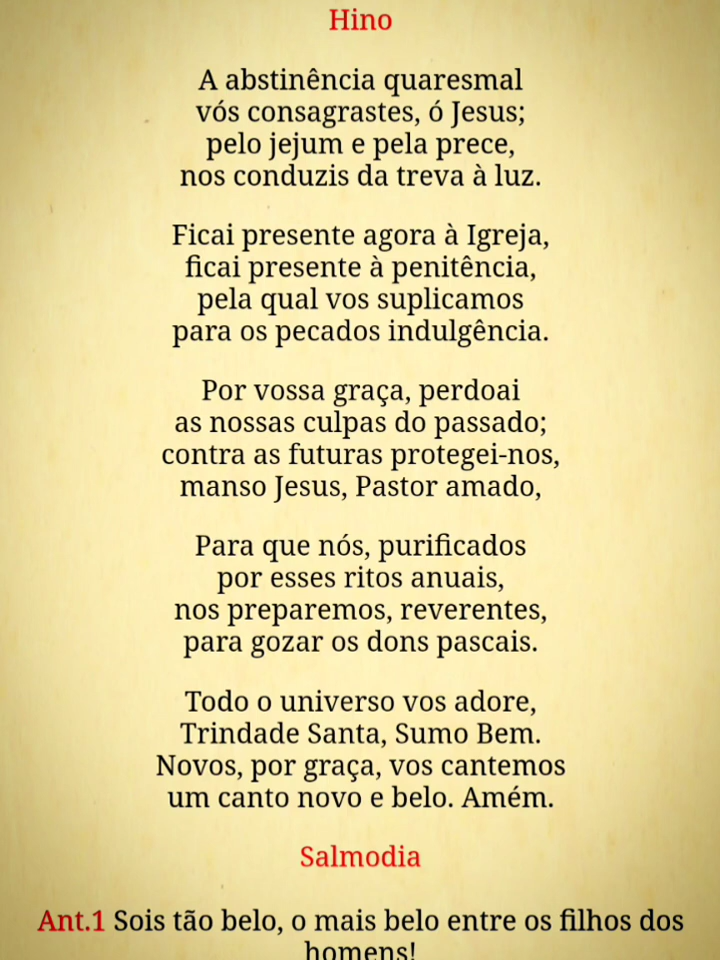 Hino
A abstinência quaresmal
vós consagrastes, ó Jesus;
pelo jejum e pela prece,
nos conduzis da treva à luz.
Ficai presente agora à Igreja,
ficai presente à penitência,
pela qual vos suplicamos
para os pecados indulgência.
Por vossa graça, perdoai
as nossas culpas do passado;
contra as futuras protegei-nos,
manso Jesus, Pastor amado,
Para que nós, purificados
por esses ritos anuais,
nos preparemos, reverentes,
para gozar os dons pascais.
Todo o universo vos adore,
Trindade Santa, Sumo Bem.
Novos, por graça, vos cantemos
um canto novo e belo. Amém.
Salmodia
Ant.1 Sois tão belo, o mais belo entre os filhos dos
homens!